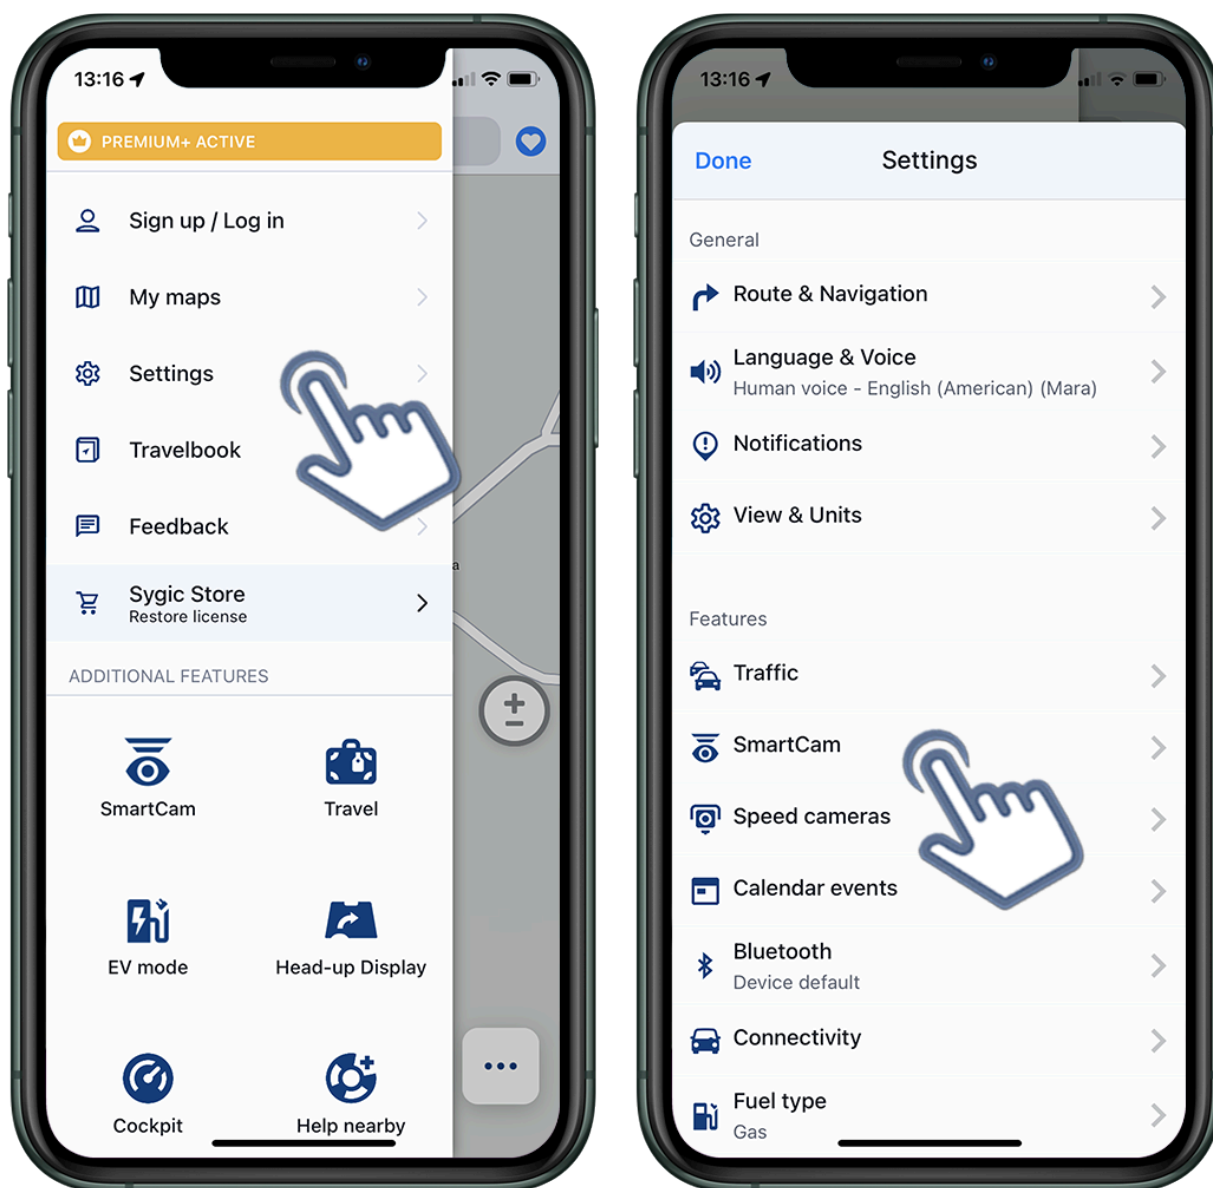 13:16
PREMIUM+ ACTIVE
Sign up / Log in
My maps
Settings
Travelbook
Feedback
Sygic Store
Restore license
a
ADDITIONAL FEATURES
SmartCam
Travel
EV mode
Head-up Display
Cockpit
Help nearby
13:16
Done
Settings
General
Route & Navigation
Language & Voice
Human voice - English (American) (Mara)
Notifications
View & Units
Features
Traffic
SmartCam
Speed cameras
Calendar events
Bluetooth
Device default
Connectivity
Fuel type
Gas